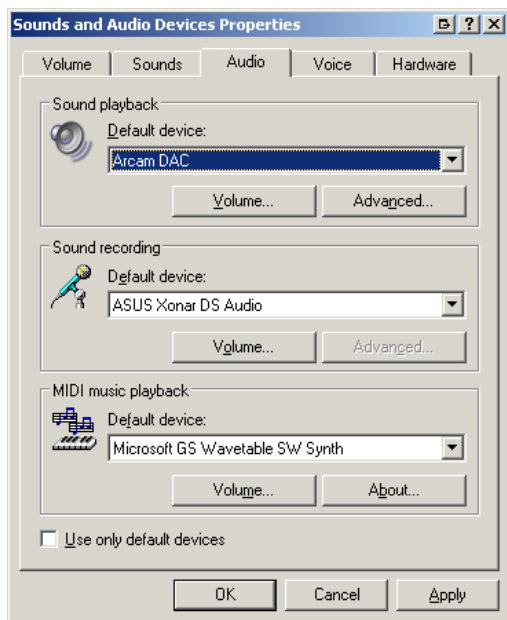 Sounds and Audio Devices Properties
Volume Sounds Audio Voice Hardware
Sound playback
Default device:
Arcam DAC
Volume... Advanced...
Sound recording
Default device:
ASUS Xonar DS Audio
Volume... Advanced...
MIDI music playback
Default device:
Microsoft GS Wavetable SW Synth
Volume... About...
Use only default devices
OK Cancel Apply